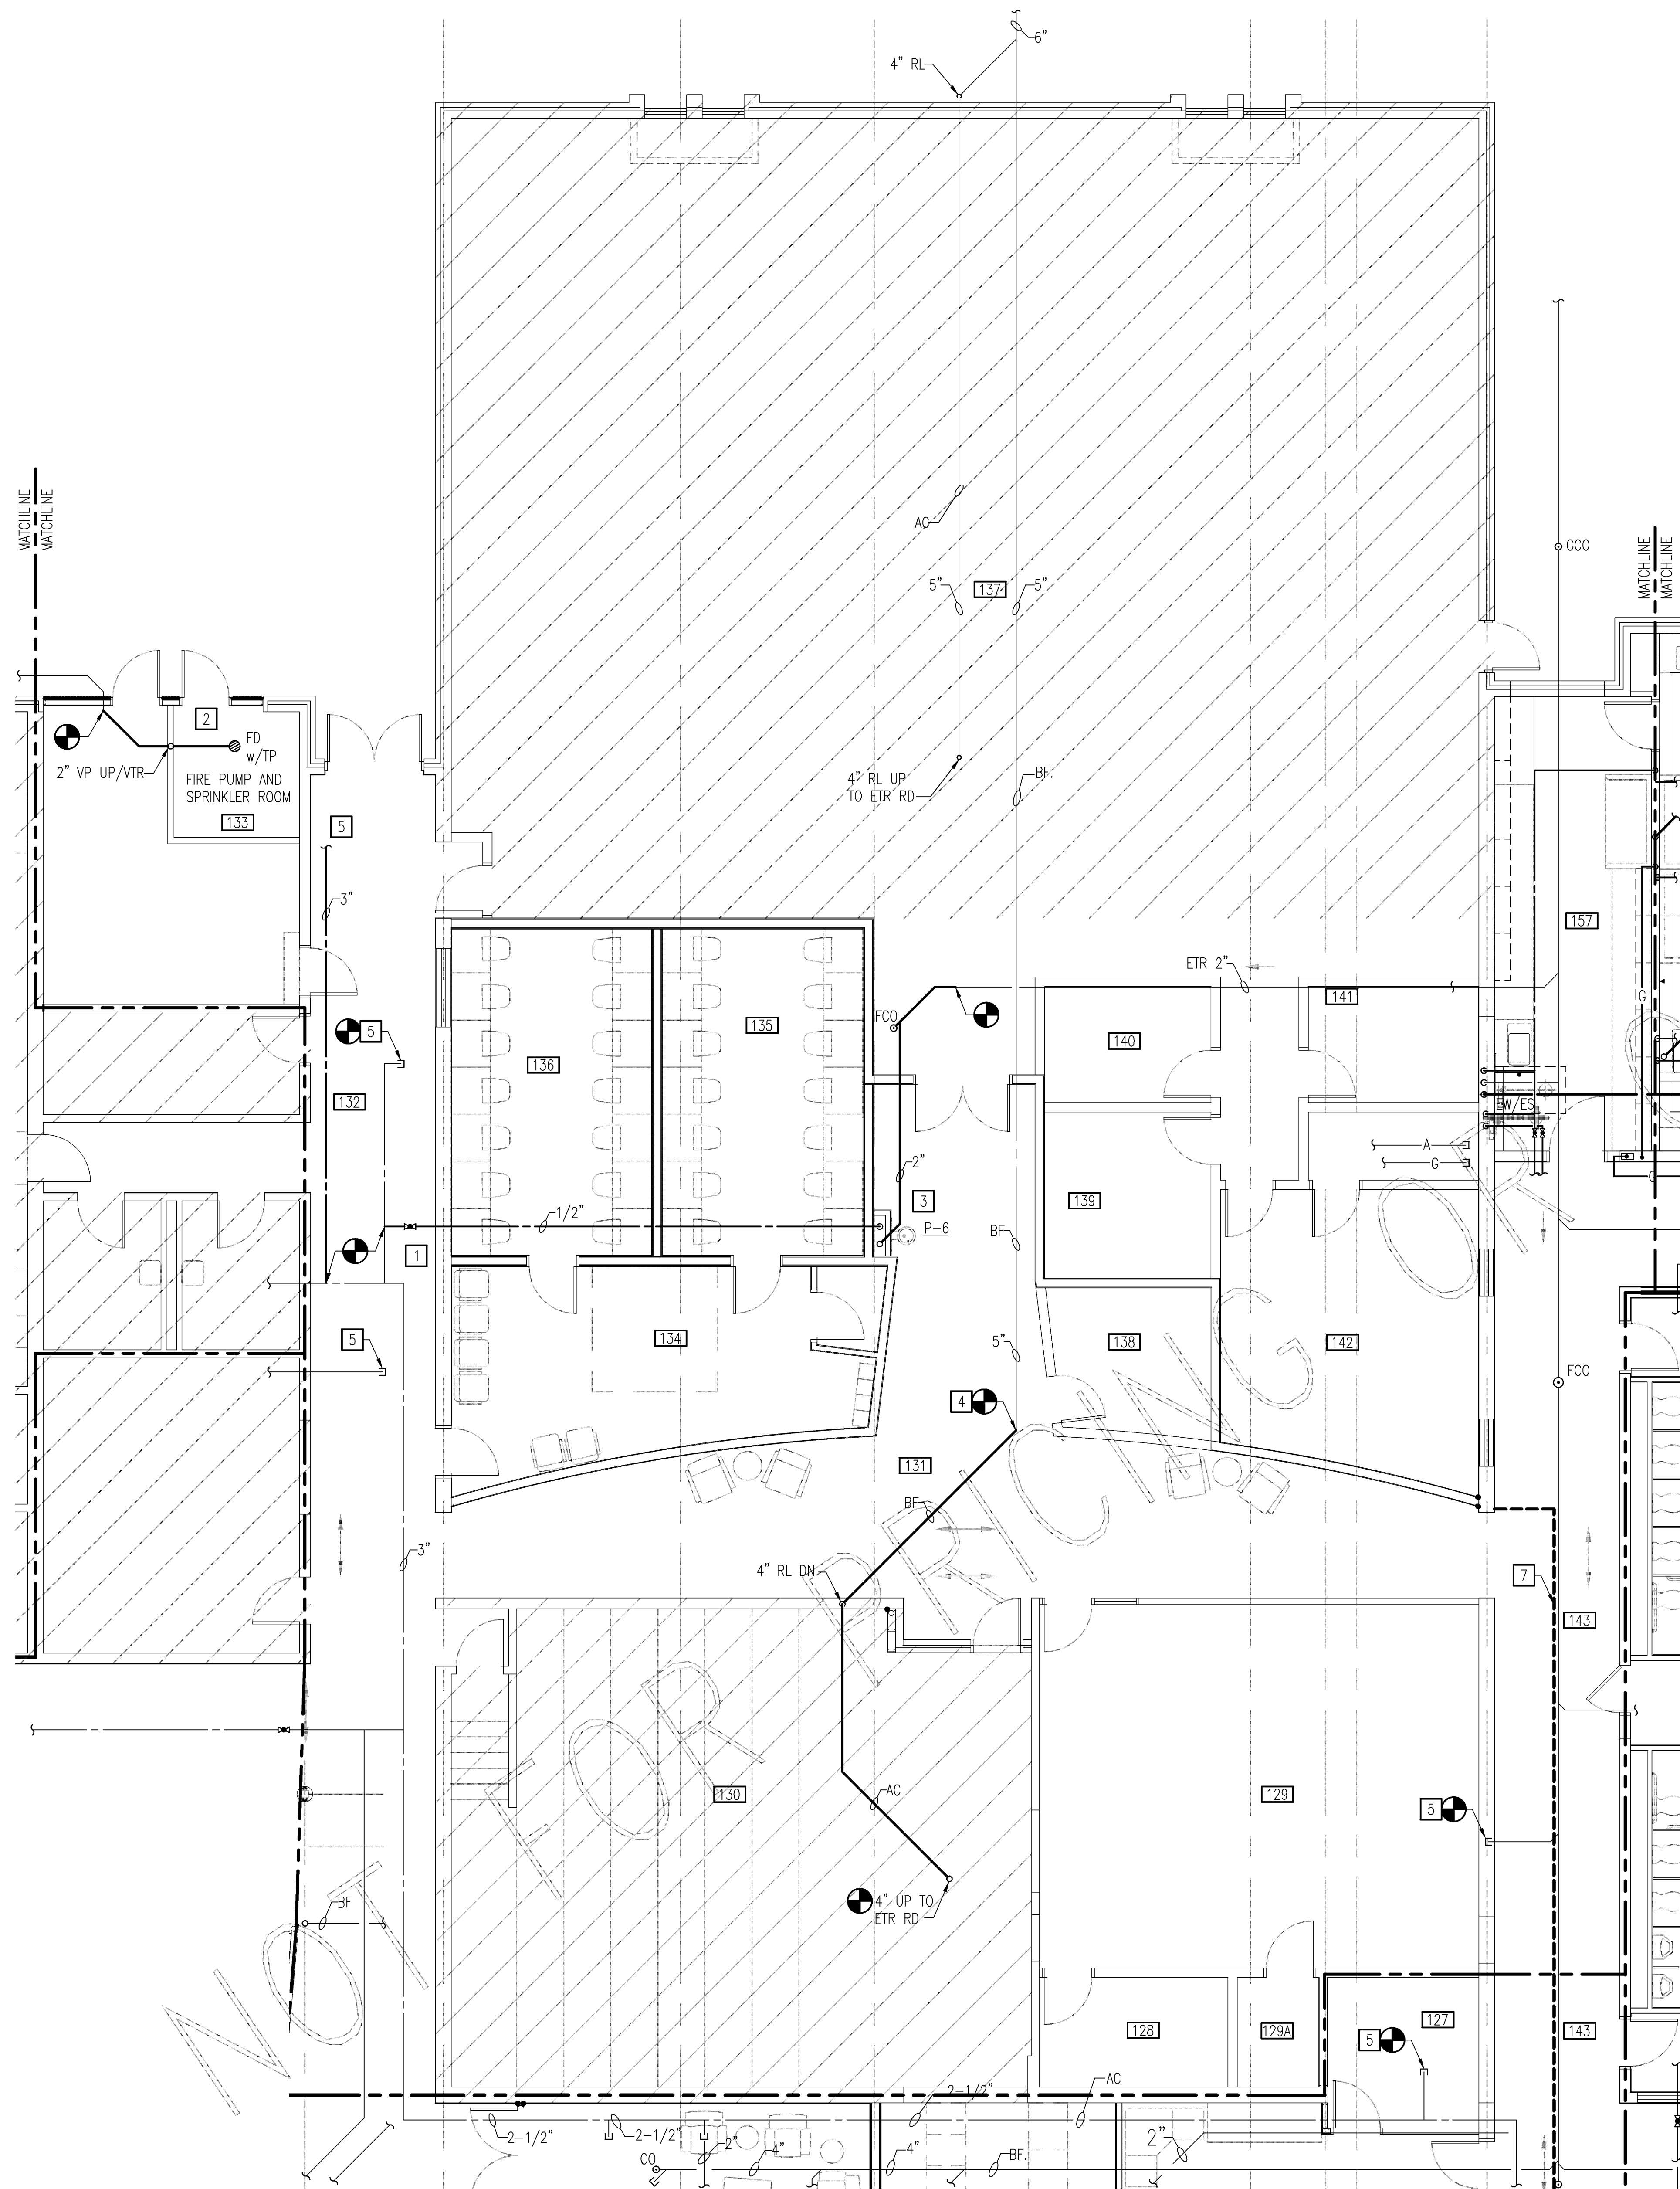 6"
4" RL
AC
5"
137
5"
GCO
MATCHLINE
MATCHLINE
MATCHLINE
MATCHLINE
2
FD
w/TP
2" VP UP/VTR
FIRE PUMP AND
SPRINKLER ROOM
133
4" RL UP
TO ETR RD
BF.
5
3"
157
ETR 2"
141
G
FCO
135
140
5
136
132
EW/ES
A
G
G
2"
3
139
1/2"
P-6
BF
1
5
134
5"
138
142
FCO
4
131
BF
3"
4" RL DN
7
143
130
AC
129
5
4" UP TO
ETR RD
BF
128
129A
127
143
5
2-1/2"
AC
2-1/2"
2-1/2"
2"
CO
4"
4"
BF.
2"
NOT FOR PRICING